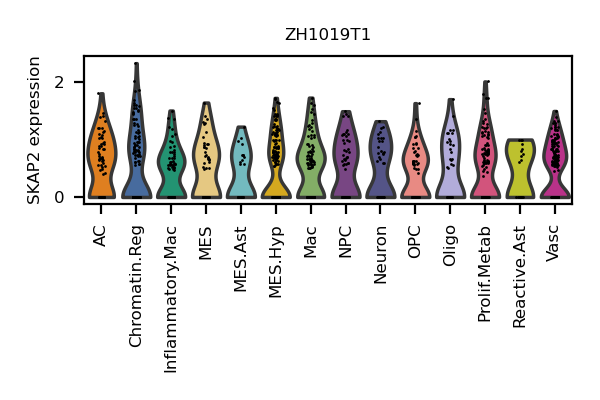 ZH1019T1
SKAP2 expression
2
0
AC
Chromatin.Reg
Inflammatory.Mac
MES
MES.Ast
MES.Hyp
Mac
NPC
Neuron
OPC
Oligo
Prolif.Metab
Reactive.Ast
Vasc